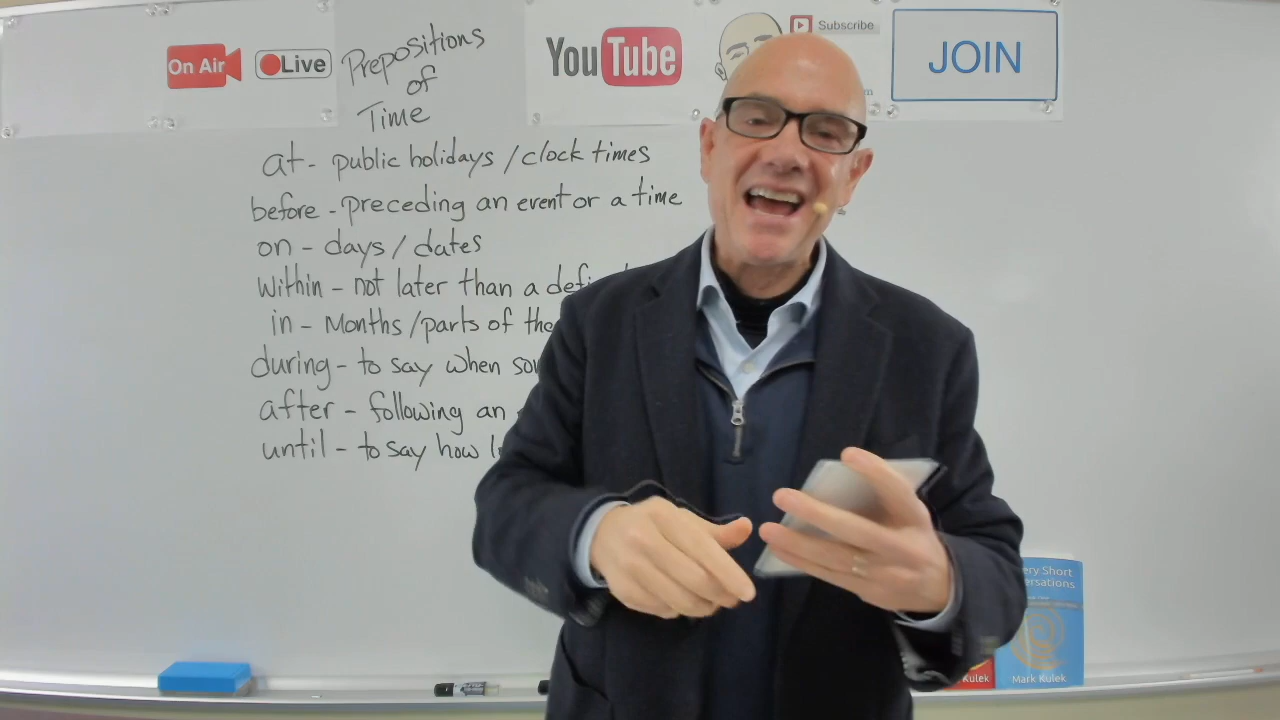 On Air
Live
Prepositions
of
Time
YouTube
Subscribe
JOIN
at - public holidays / clock times
before - preceding an event or a time
on - days / dates
within - not later than a
in - Months / parts of the
during - to say when
after - following an
until - to say how
Short
Mark Kulek
Kulek